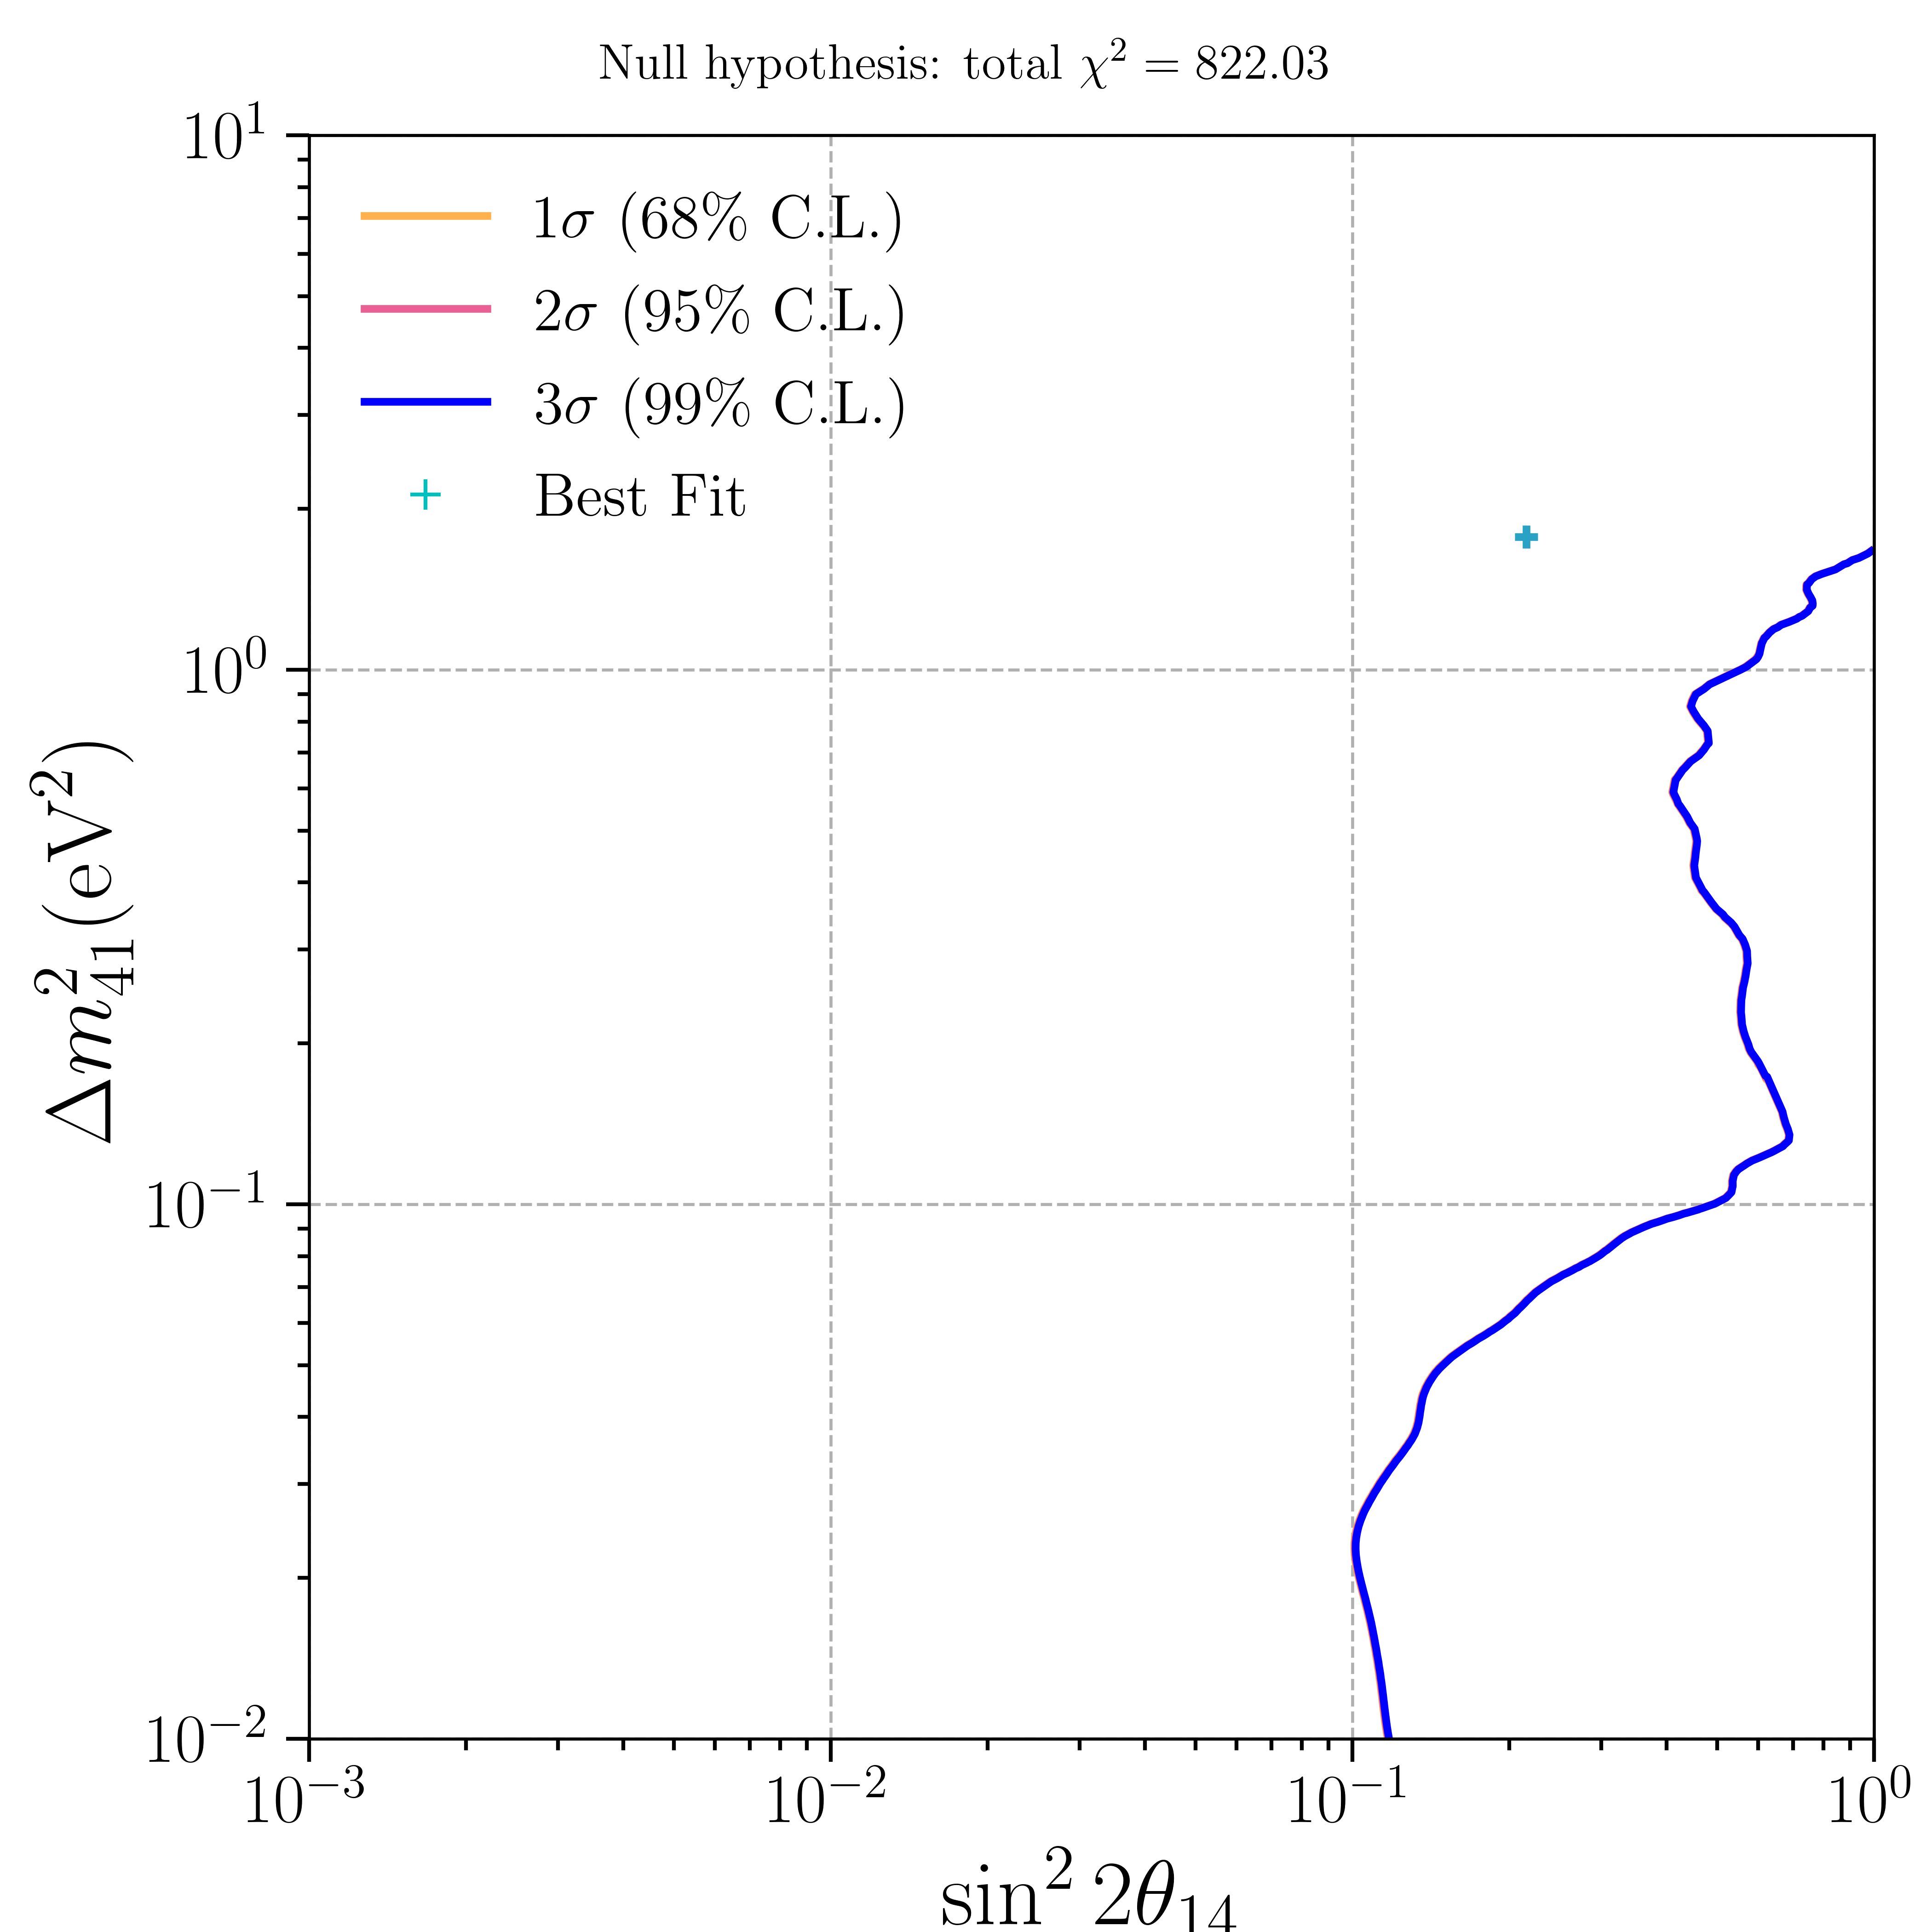 Null hypothesis: total χ² = 822.03
10¹
1σ (68% C.L.)
2σ (95% C.L.)
3σ (99% C.L.)
Best Fit
10⁰
Δm²₄₁(eV²)
10⁻¹
10⁻²
10⁻³ 10⁻² 10⁻¹ 10⁰
sin² 2θ₁₄